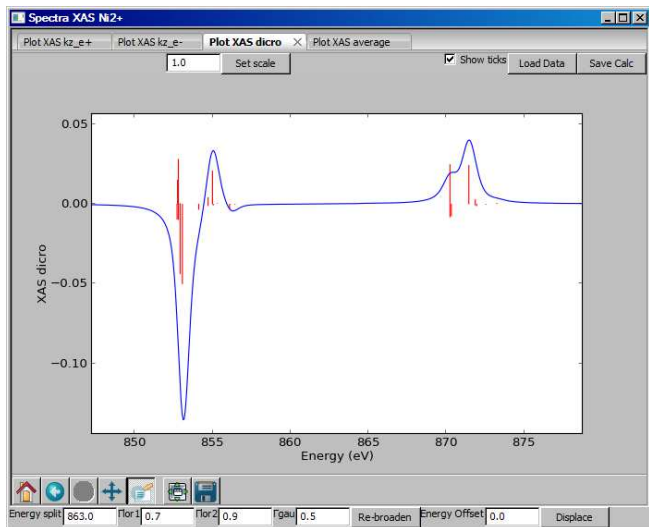 Spectra XAS Ni2+
Plot XAS kz_e+ Plot XAS kz_e- Plot XAS dicro Plot XAS average
1.0 Set scale Show ticks Load Data Save Calc
0.05
0.00
−0.05
−0.10
XAS dicro
850 855 860 865 870 875
Energy (eV)
Energy split 863.0 Γlor1 0.7 Γlor2 0.9 Γgau 0.5 Re-broaden Energy Offset 0.0 Displace